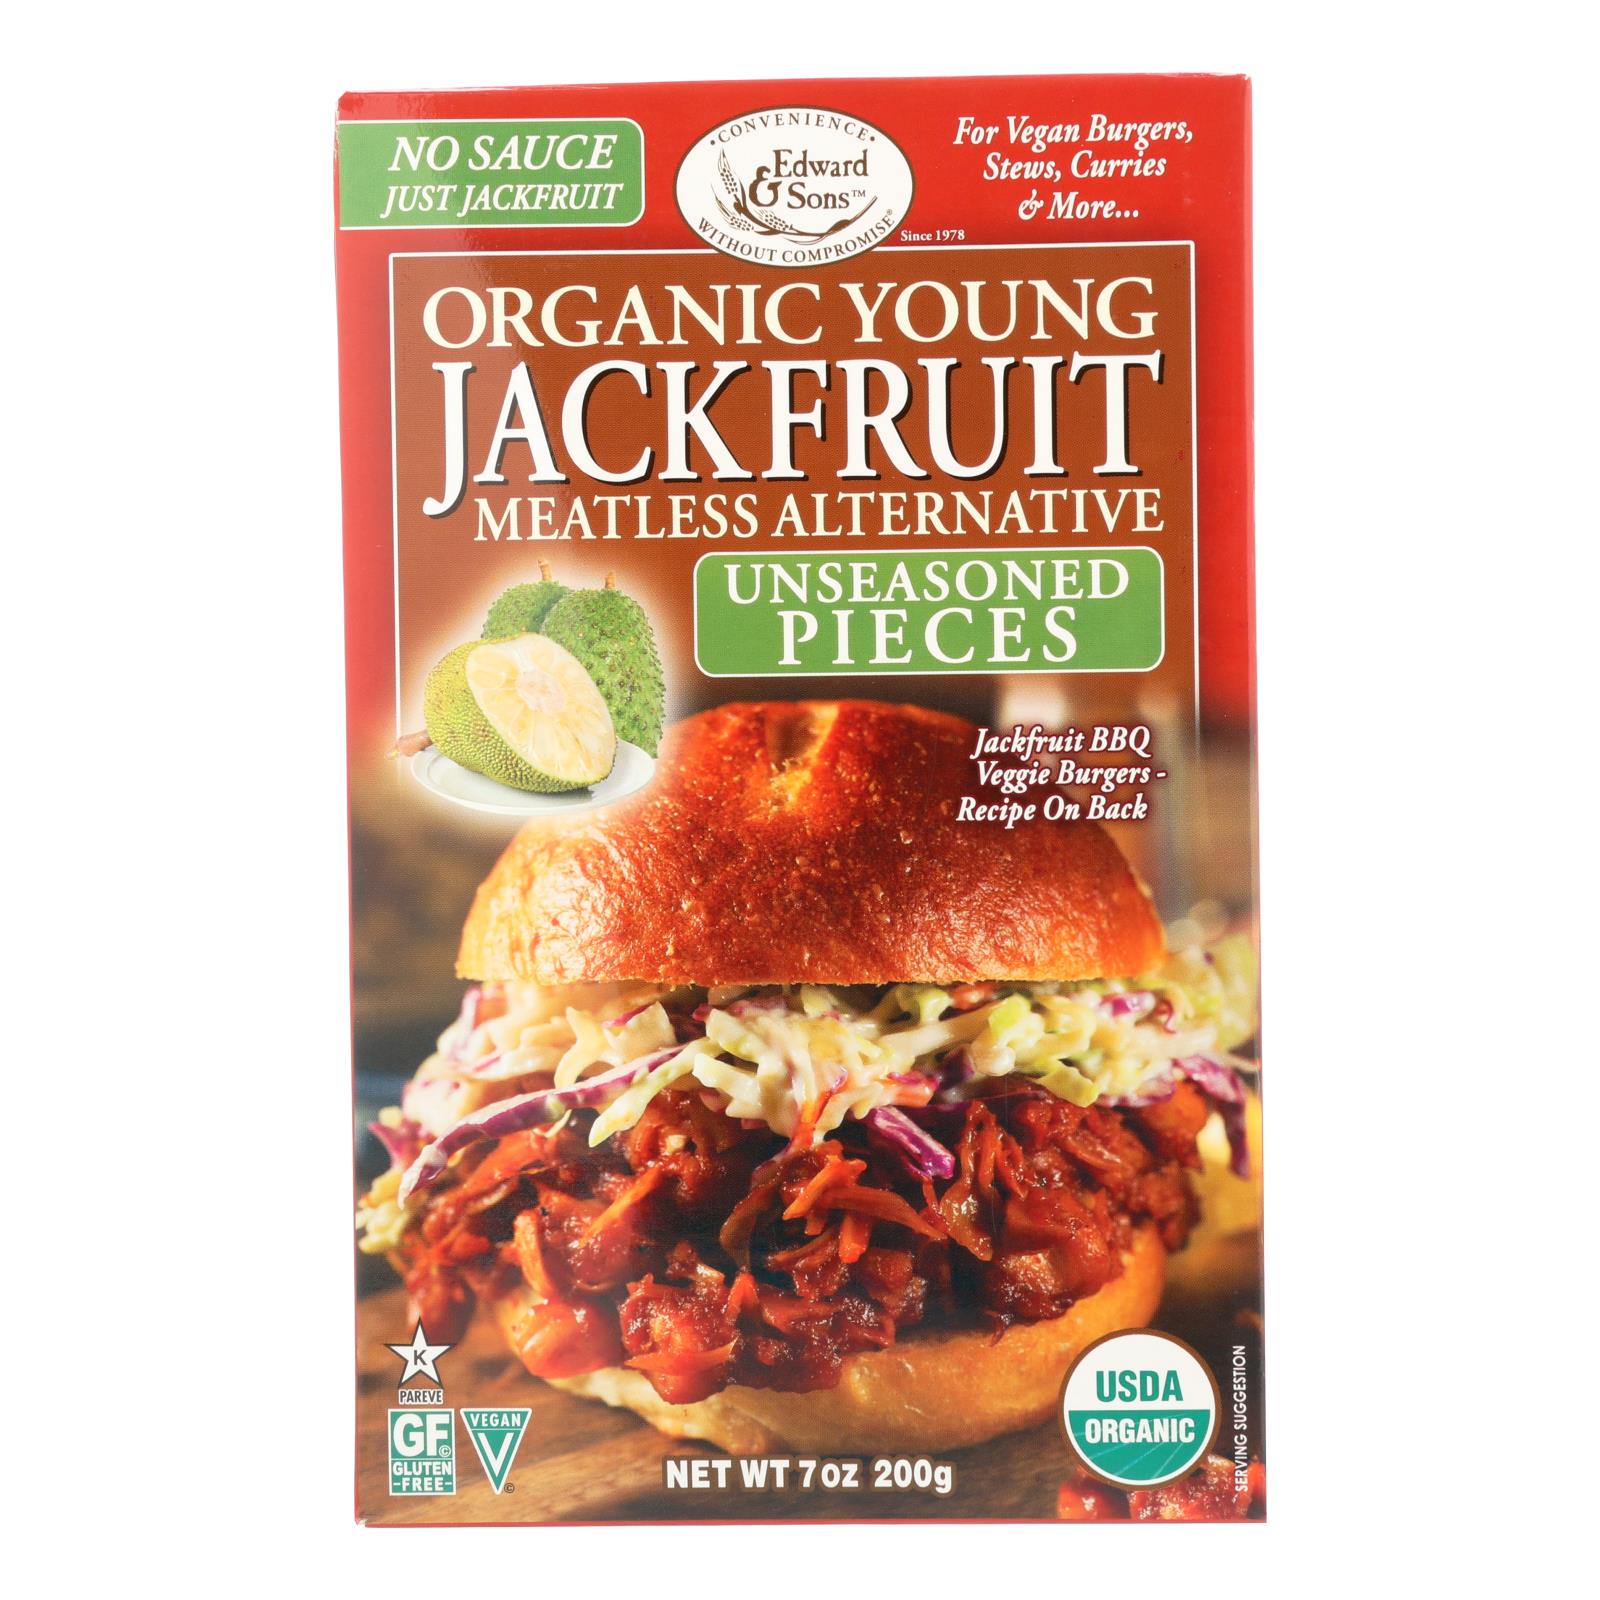 NO SAUCE
JUST JACKFRUIT
•CONVENIENCE•
Edward
& Sons™
WITHOUT COMPROMISE®
Since 1978
For Vegan Burgers,
Stews, Curries
& More...
ORGANIC YOUNG
JACKFRUIT
MEATLESS ALTERNATIVE
UNSEASONED
PIECES
Jackfruit BBQ
Veggie Burgers -
Recipe On Back
K
PAREVE
GF©
GLUTEN
-FREE-
VEGAN
V©
NET WT 7 oz 200g
USDA
ORGANIC
SERVING SUGGESTION